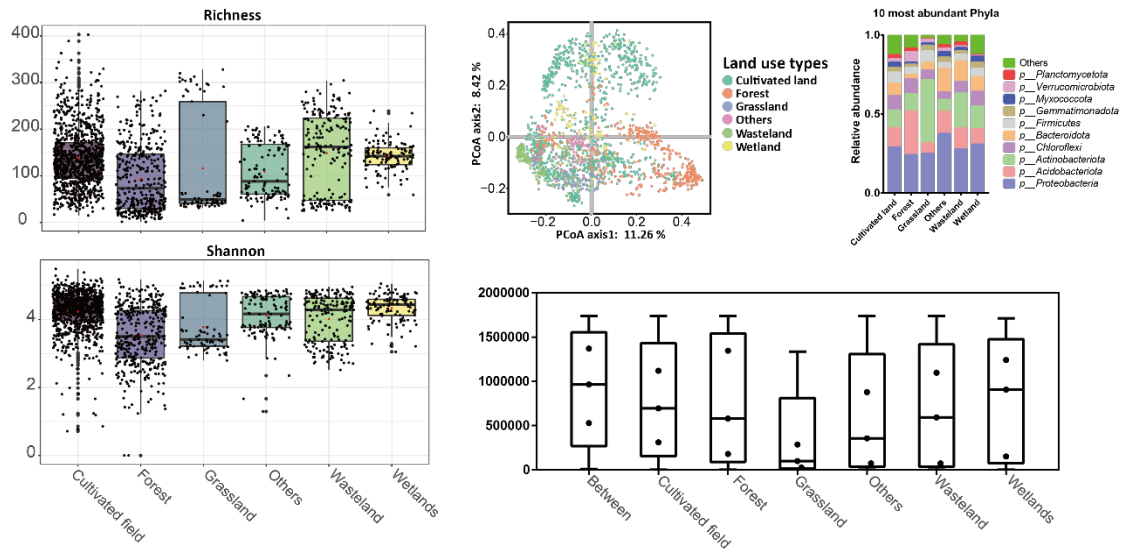 Richness
400
300
200
100
0
Shannon
4
2
0
Cultivated field
Forest
Grassland
Others
Wasteland
Wetlands
0.4
0.2
0.0
−0.2
PCoA axis2: 8.42 %
−0.2
0.0
0.2
0.4
PCoA axis1: 11.26 %
Land use types
Cultivated land
Forest
Grassland
Others
Wasteland
Wetland
10 most abundant Phyla
Relative abundance
1.0
0.5
0.0
Cultivated land
Forest
Grassland
Others
Wasteland
Wetland
Others
p__Planctomycetota
p__Verrucomicrobiota
p__Myxococcota
p__Gemmatimonadota
p__Firmicutes
p__Bacteroidota
p__Chloroflexi
p__Actinobacteriota
p__Acidobacteriota
p__Proteobacteria
2000000
1500000
1000000
500000
0
Between
Cultivated field
Forest
Grassland
Others
Wasteland
Wetlands